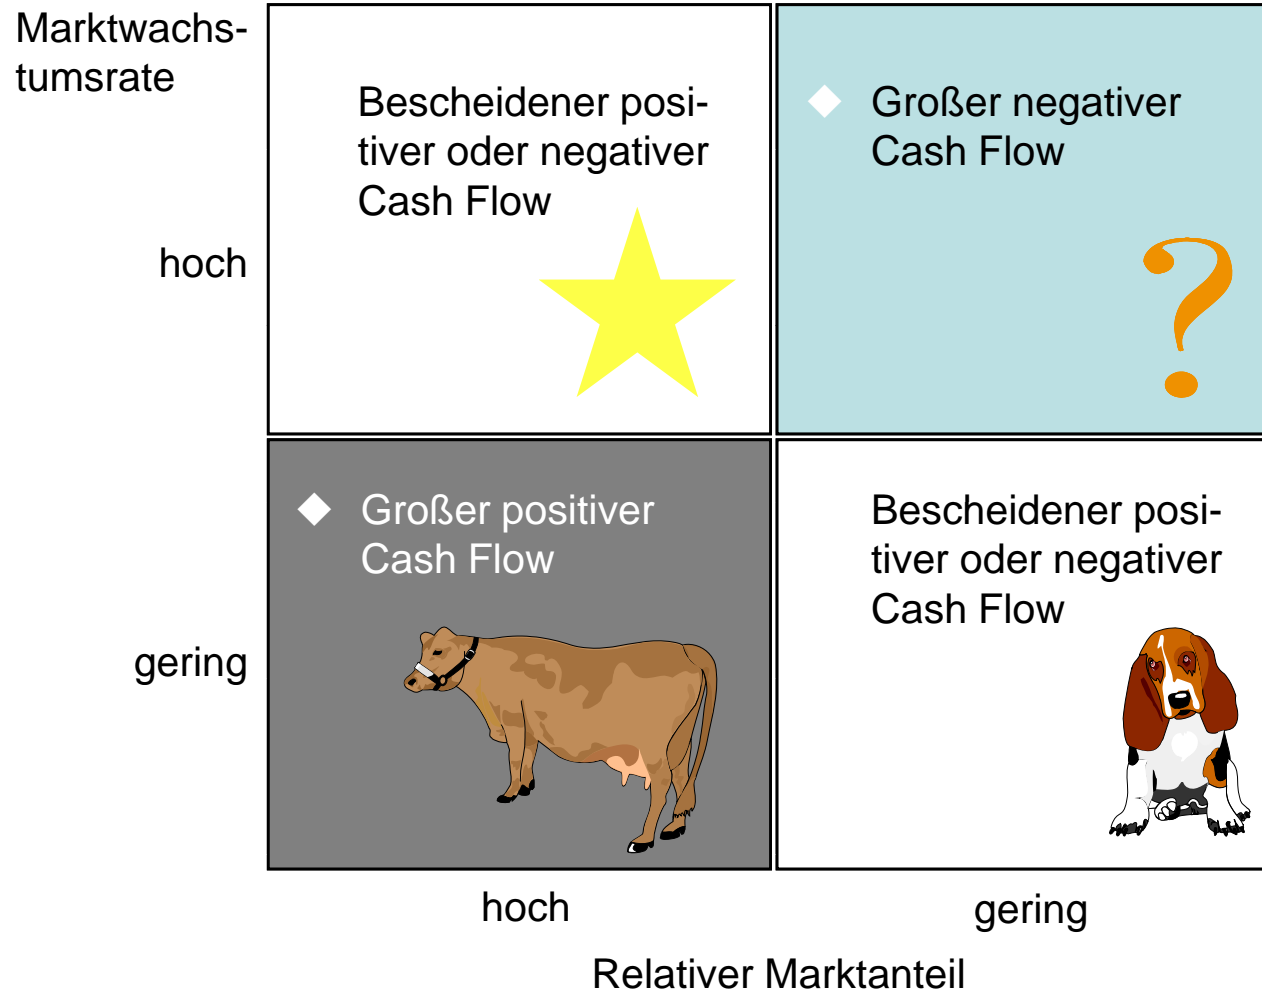 Marktwachs-
tumsrate
Bescheidener posi-
tiver oder negativer
Cash Flow
Großer negativer
Cash Flow
hoch
?
Großer positiver
Cash Flow
Bescheidener posi-
tiver oder negativer
Cash Flow
gering
hoch
gering
Relativer Marktanteil